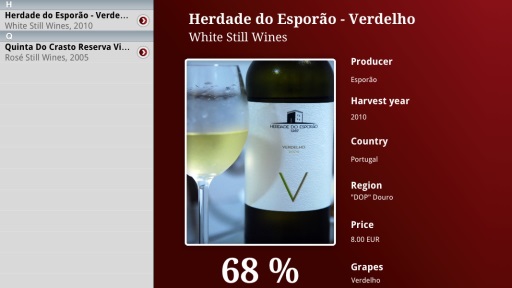 H
Herdade do Esporão - Verde...
White Still Wines, 2010
Q
Quinta Do Crasto Reserva Vi...
Rosé Still Wines, 2005
Herdade do Esporão - Verdelho
White Still Wines
HERDADE DO ESPORÃO
VERDELHO
V
68 %
Producer
Esporão
Harvest year
2010
Country
Portugal
Region
"DOP" Douro
Price
8.00 EUR
Grapes
Verdelho